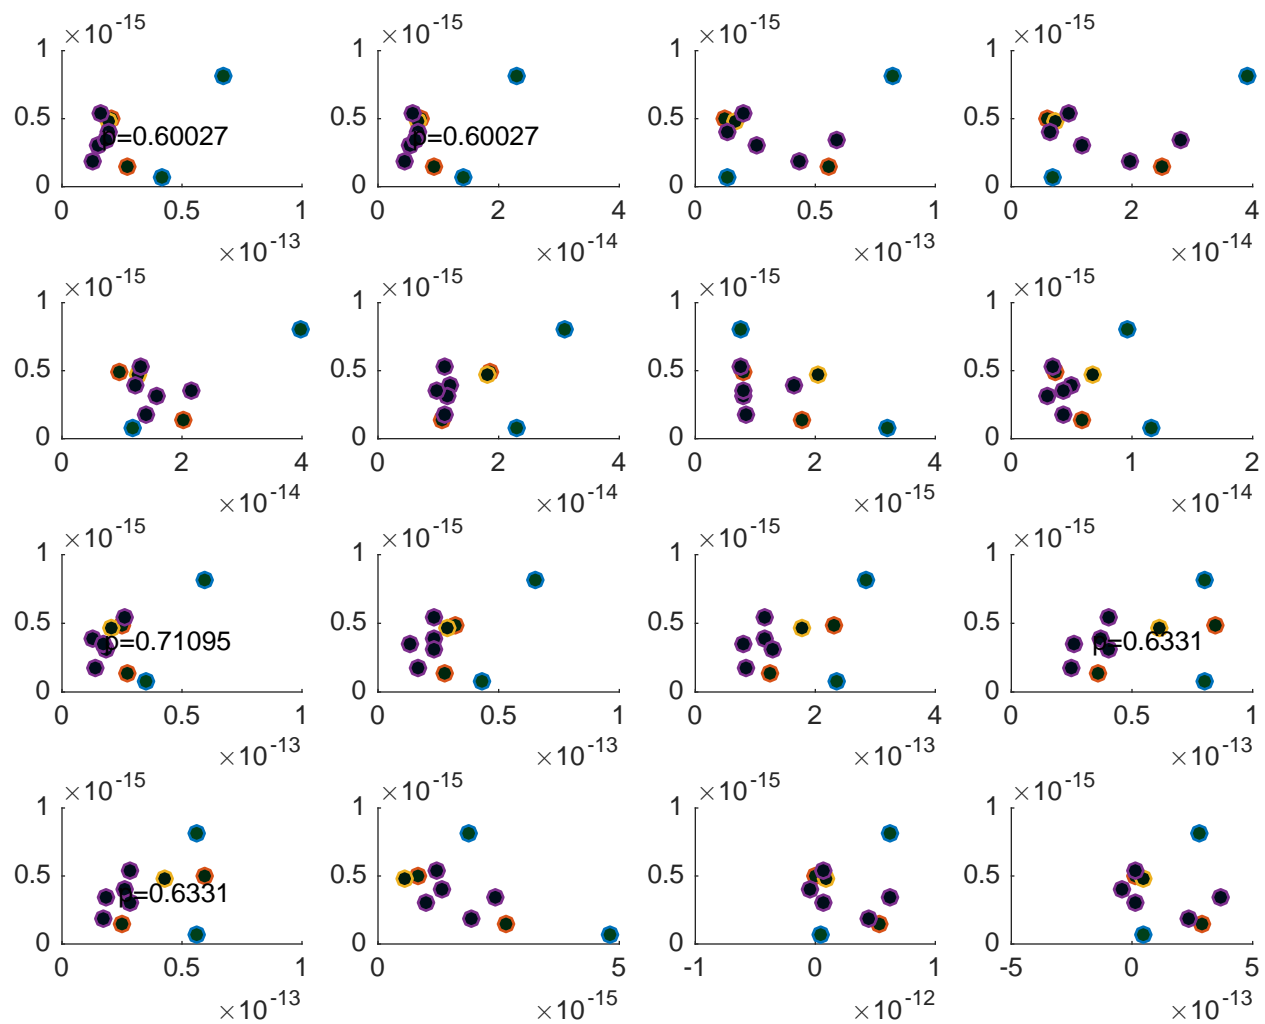 ×10-15 ×10-15 ×10-15 ×10-15
1 1 1 1
0.5 0.5 0.5 0.5
p=0.60027 p=0.60027
0 0 0 0
0 0.5 1 0 2 4 0 0.5 1 0 2 4
×10-13 ×10-14 ×10-13 ×10-14
×10-15 ×10-15 ×10-15 ×10-15
1 1 1 1
0.5 0.5 0.5 0.5
0 0 0 0
0 2 4 0 2 4 0 2 4 0 1 2
×10-14 ×10-14 ×10-15 ×10-14
×10-15 ×10-15 ×10-15 ×10-15
1 1 1 1
0.5 0.5 0.5 0.5
p=0.71095 p=0.6331
0 0 0 0
0 0.5 1 0 0.5 1 0 2 4 0 0.5 1
×10-13 ×10-13 ×10-13 ×10-13
×10-15 ×10-15 ×10-15 ×10-15
1 1 1 1
0.5 0.5 0.5 0.5
p=0.6331
0 0 0 0
0 0.5 1 0 5 -1 0 1 -5 0 5
×10-13 ×10-15 ×10-12 ×10-13